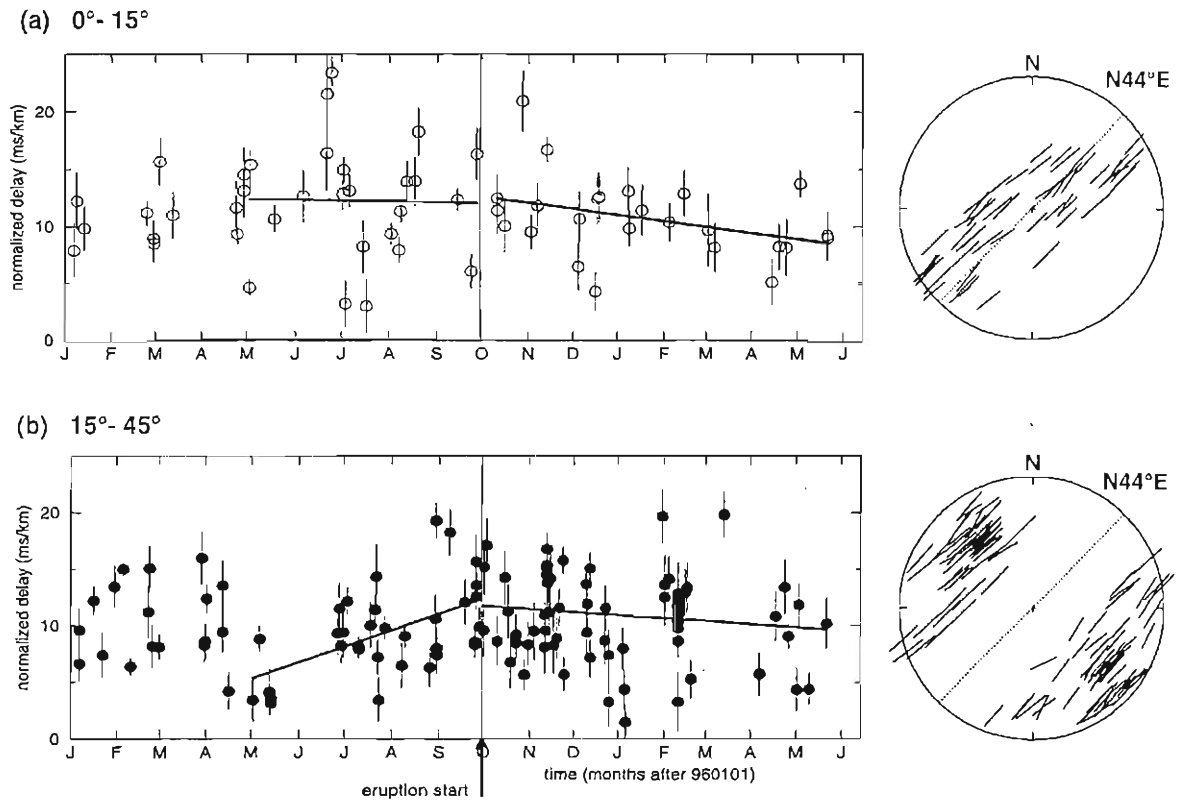 (a) 0°- 15°
normalized delay (ms/km)
20
10
0
J F M A M J J A S O N D J F M A M J
N
N44°E
(b) 15°- 45°
normalized delay (ms/km)
20
10
0
J F M A M J J A S O N D J F M A M J
eruption start
time (months after 960101)
N
N44°E